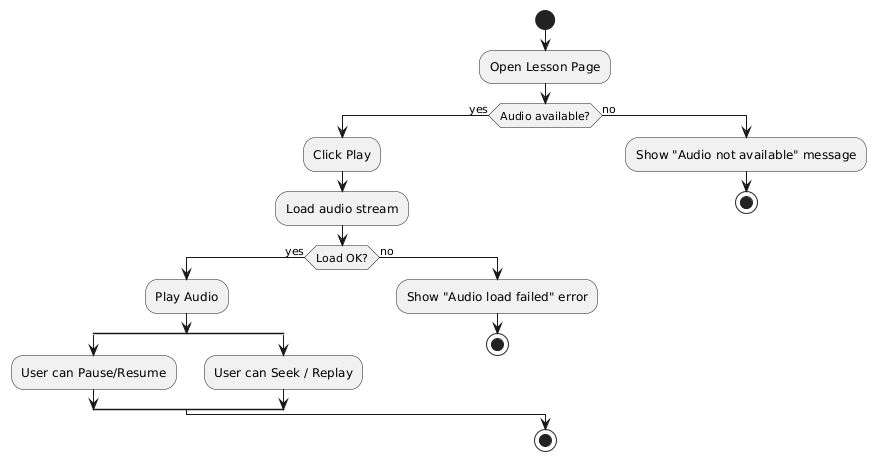 Open Lesson Page
yes
Audio available?
no
Click Play
Show "Audio not available" message
Load audio stream
yes
Load OK?
no
Play Audio
Show "Audio load failed" error
User can Pause/Resume
User can Seek / Replay